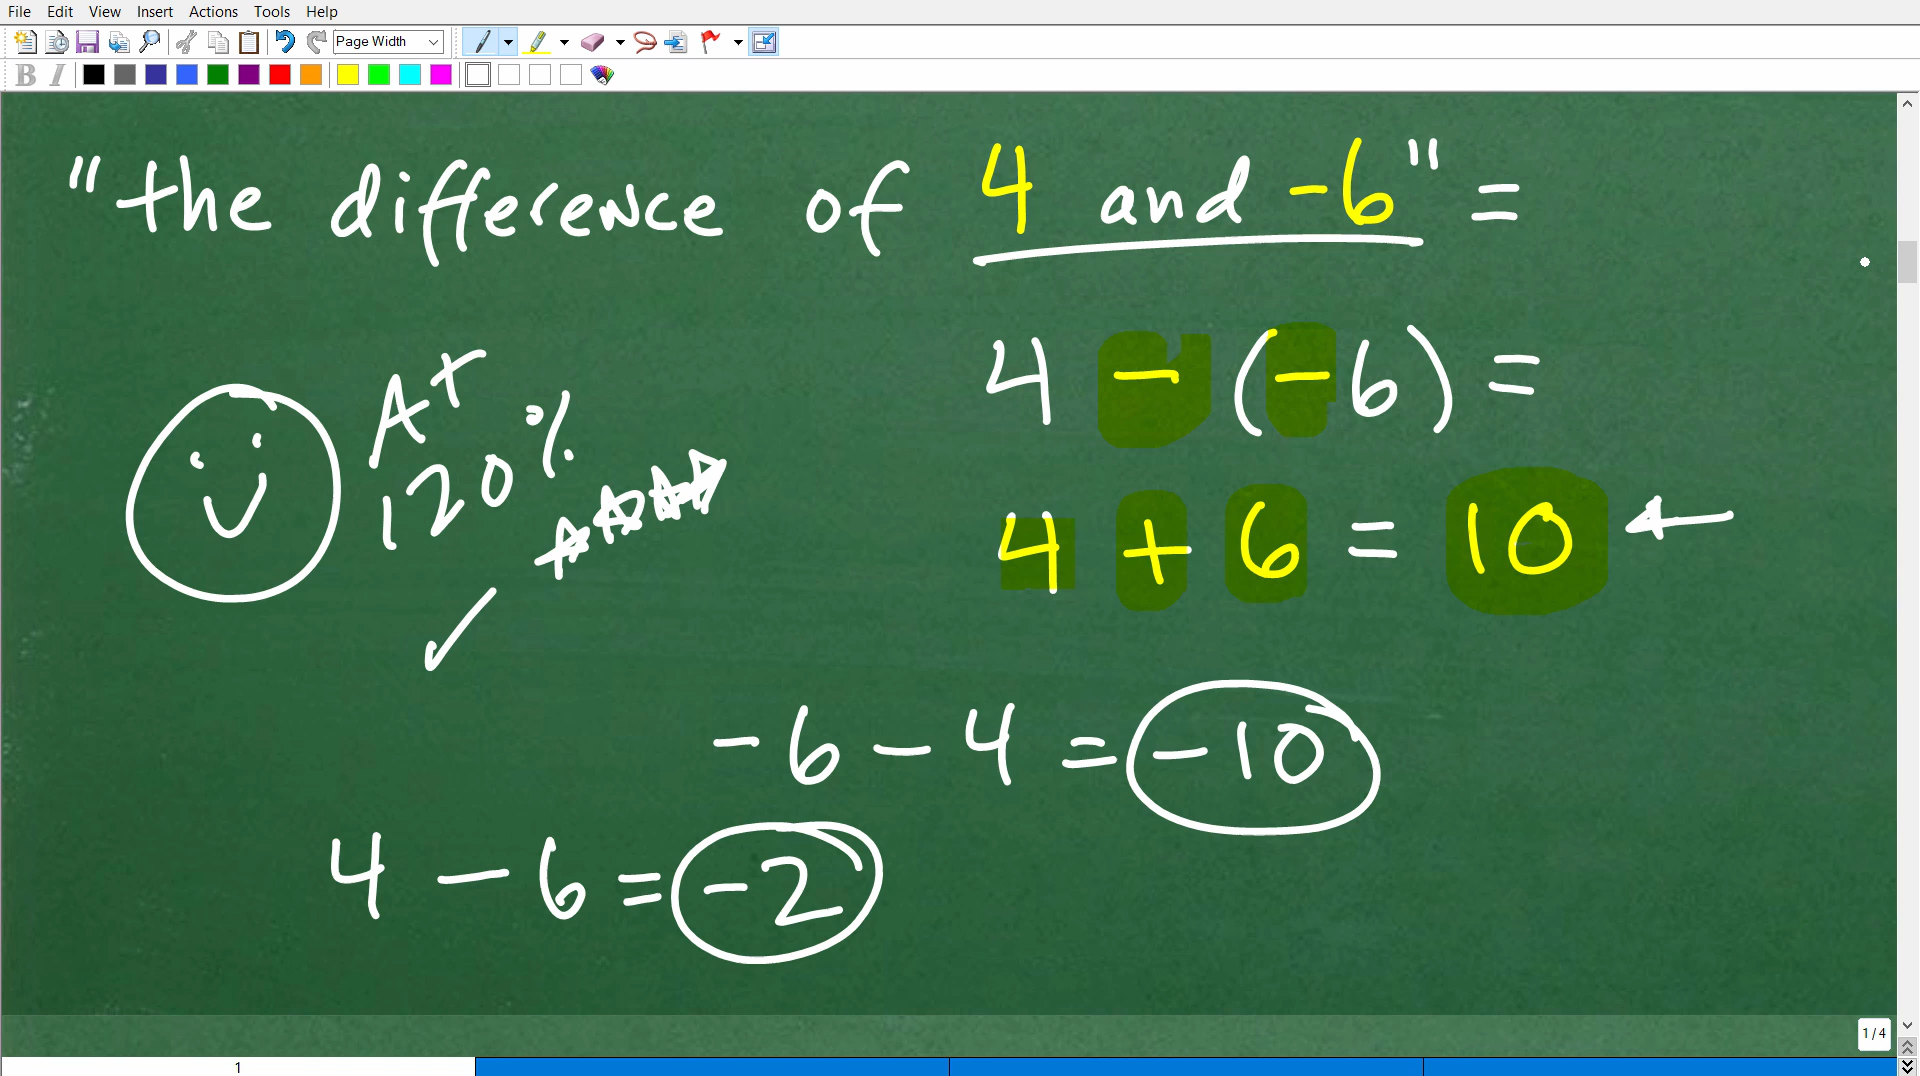 File Edit View Insert Actions Tools Help
Page Width
B I
"the difference of 4 and -6" =
4 - (-6) =
A+
120%
4 + 6 = 10
-6 - 4 = -10
4 - 6 = -2
1 / 4
1